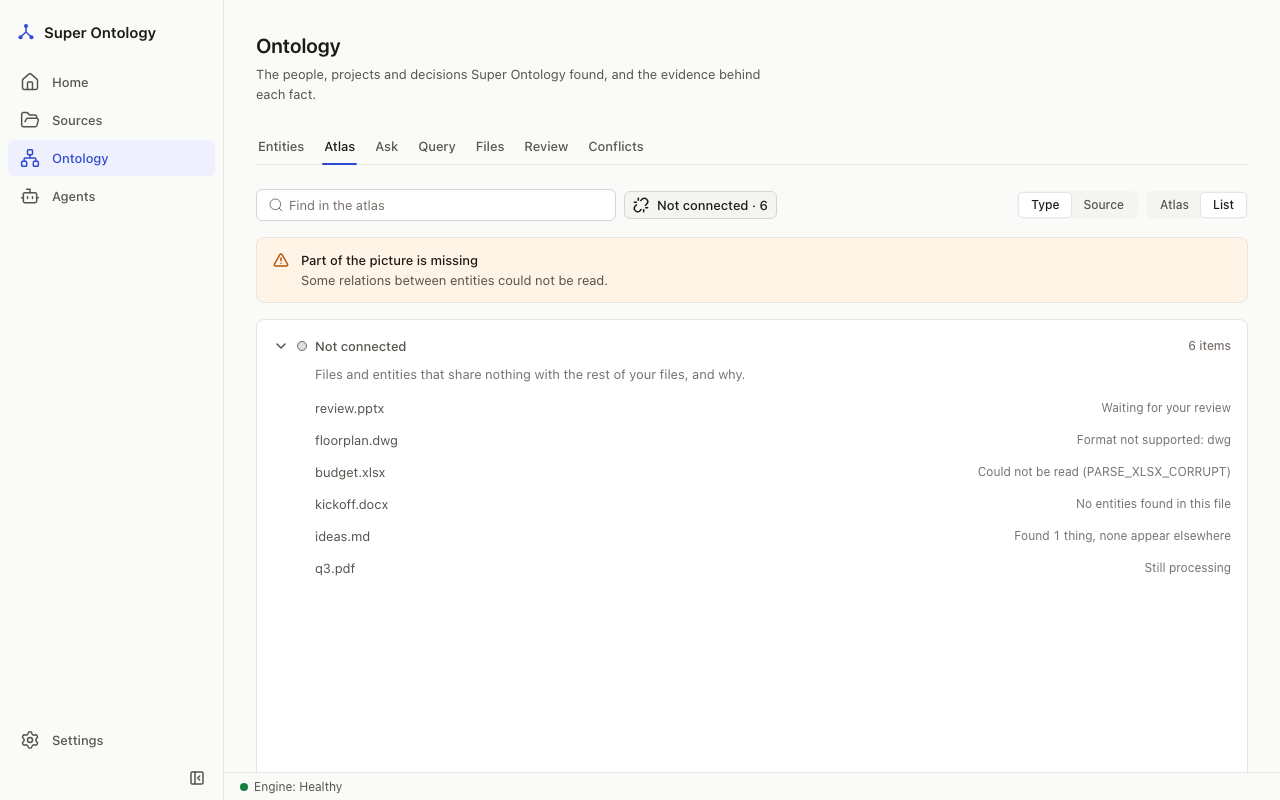 Super Ontology
Home
Sources
Ontology
Agents
Settings
Ontology
The people, projects and decisions Super Ontology found, and the evidence behind
each fact.
Entities Atlas Ask Query Files Review Conflicts
Find in the atlas Not connected · 6 Type Source Atlas List
Part of the picture is missing
Some relations between entities could not be read.
Not connected 6 items
Files and entities that share nothing with the rest of your files, and why.
review.pptx Waiting for your review
floorplan.dwg Format not supported: dwg
budget.xlsx Could not be read (PARSE_XLSX_CORRUPT)
kickoff.docx No entities found in this file
ideas.md Found 1 thing, none appear elsewhere
q3.pdf Still processing
Engine: Healthy